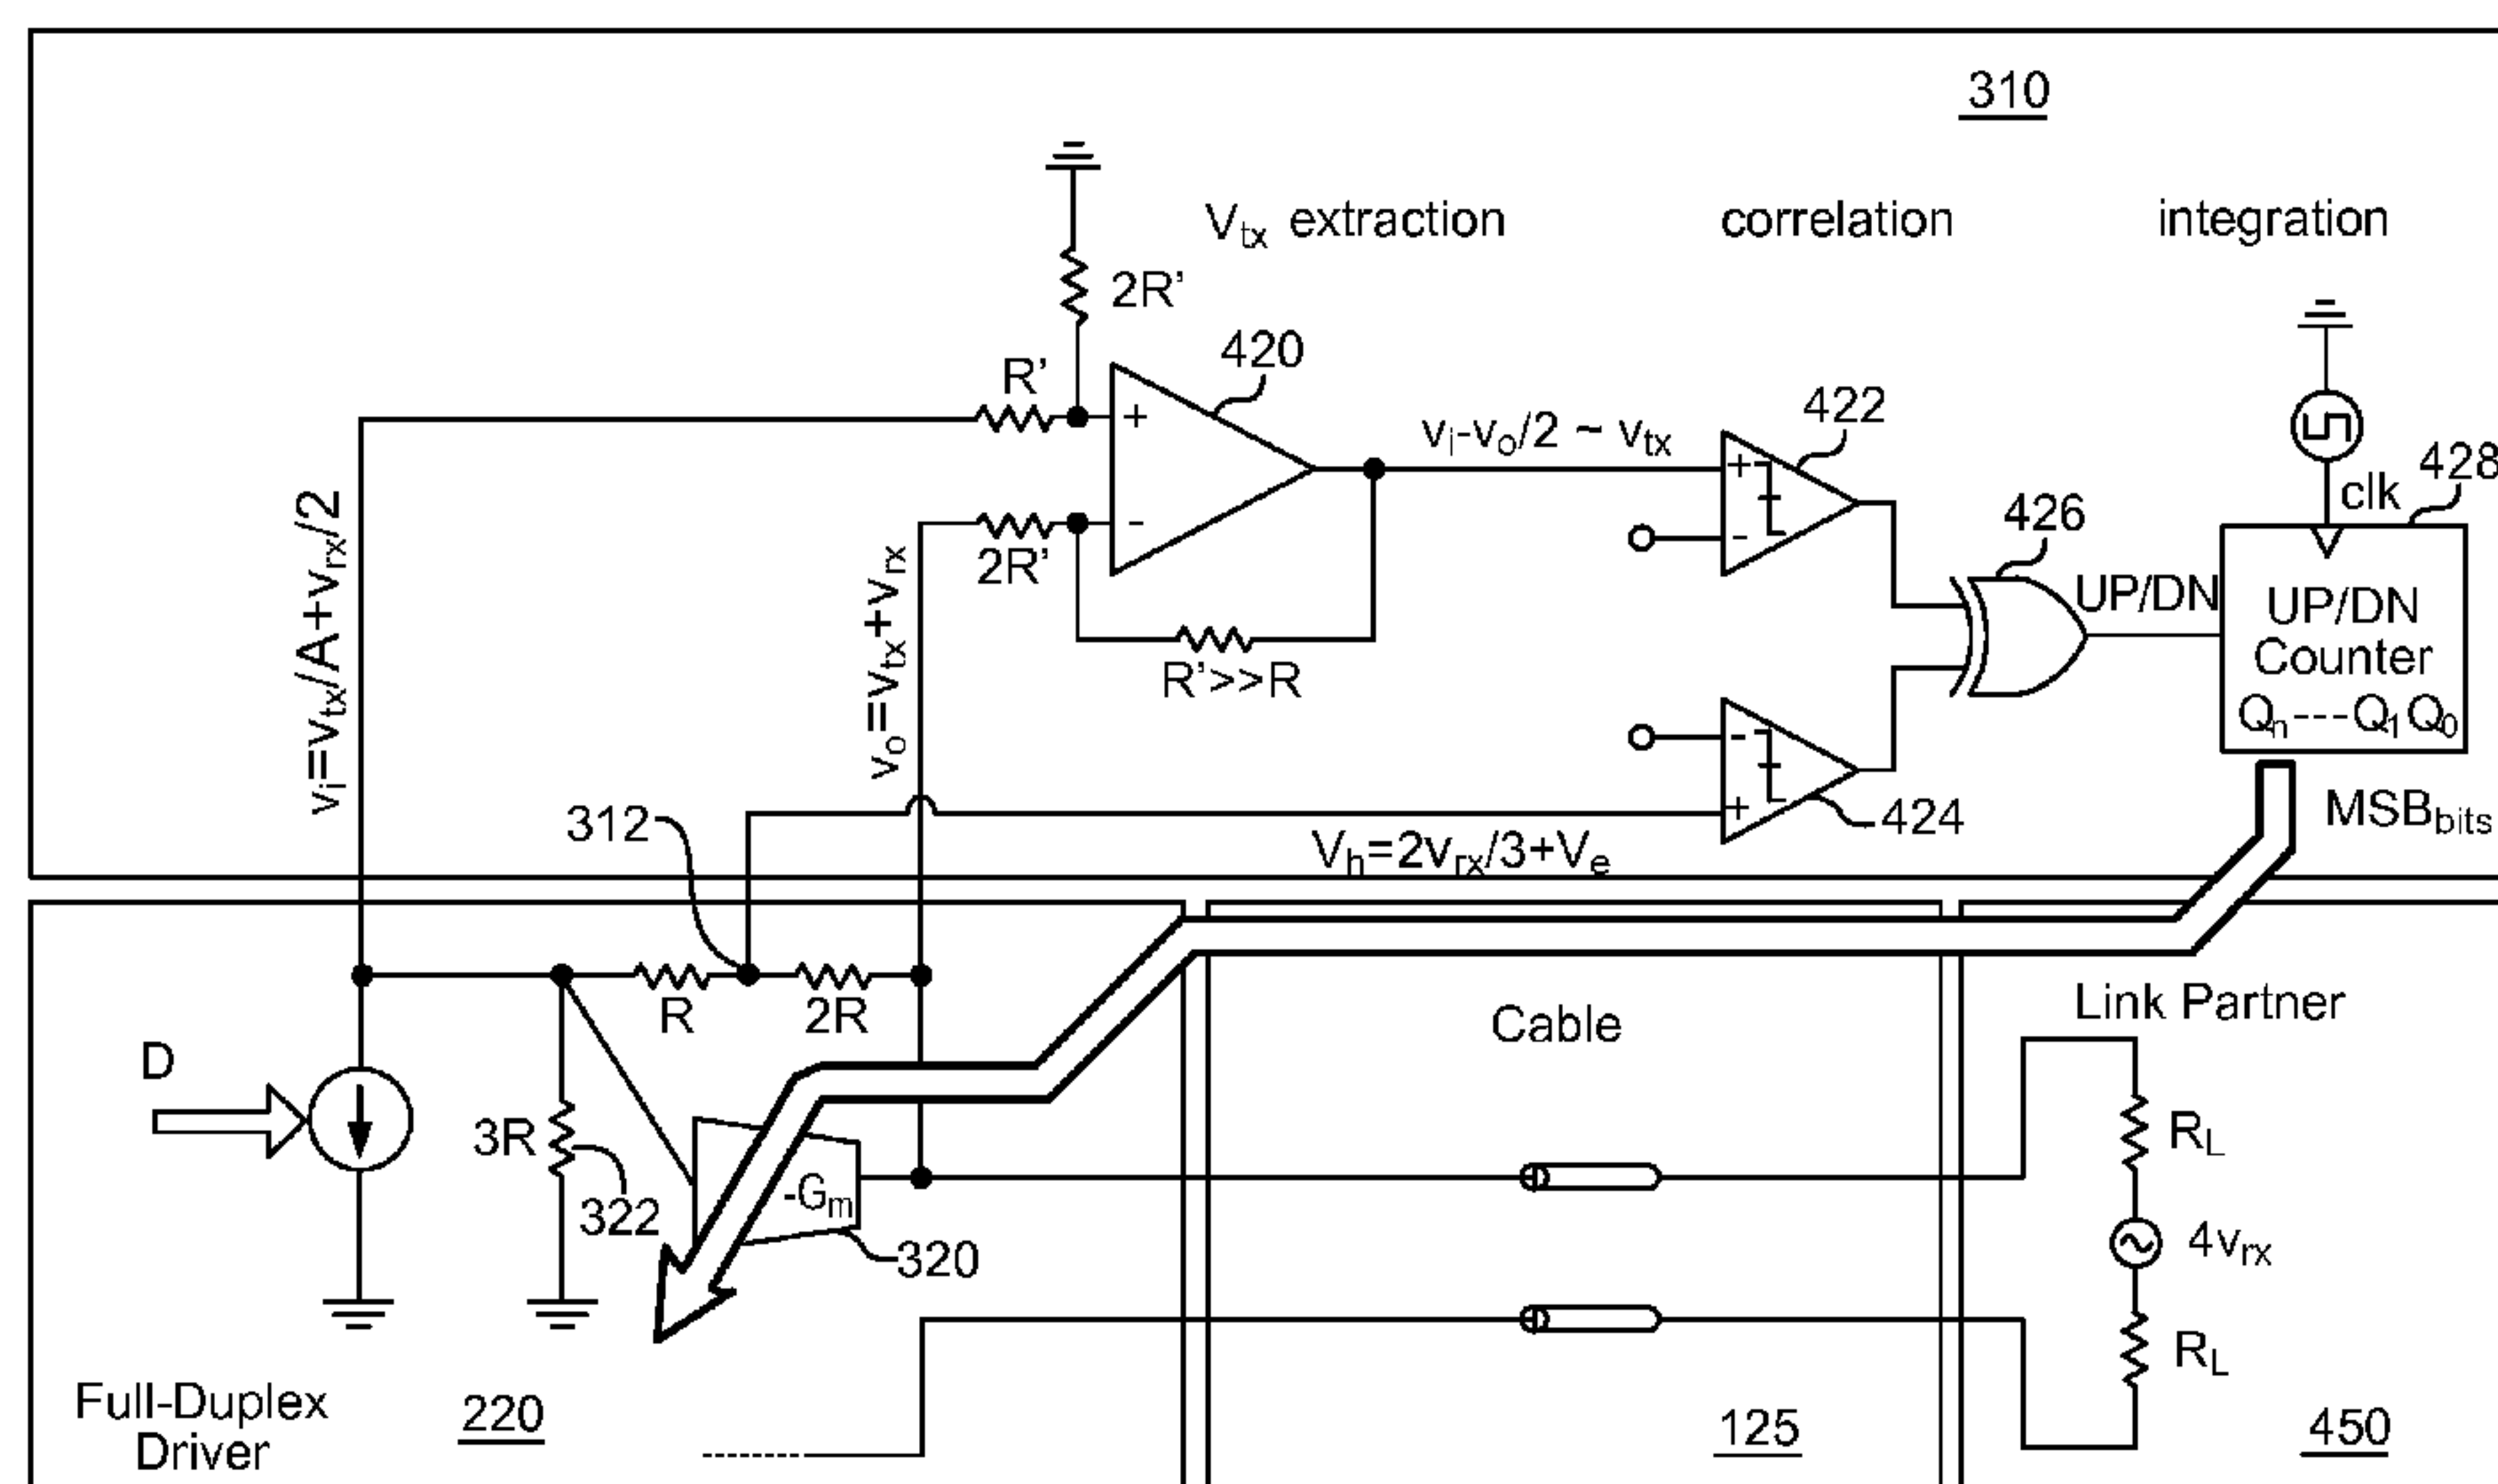 310
Vtx extraction
correlation
integration
2R'
R'
420
+
-
2R'
R'>>R
vi-vo/2 ~ vtx
422
+
-
clk
428
426
UP/DN
UP/DN
Counter
Qn---Q1 Q0
-
+
424
MSBbits
Vh=2vrx/3+Ve
vi=vtx/A+vrx/2
vo=vtx+vrx
312
R
2R
D
3R
322
-Gm
320
Cable
Link Partner
RL
4vrx
RL
Full-Duplex
Driver
220
125
450